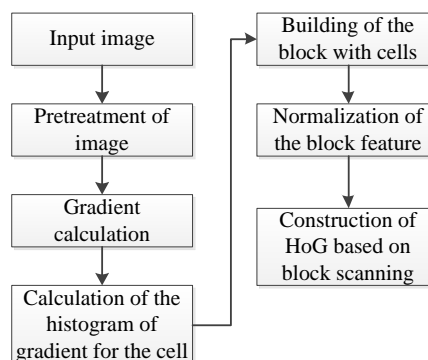 Input image
Pretreatment of
image
Gradient
calculation
Calculation of the
histogram of
gradient for the cell
Building of the
block with cells
Normalization of
the block feature
Construction of
HoG based on
block scanning